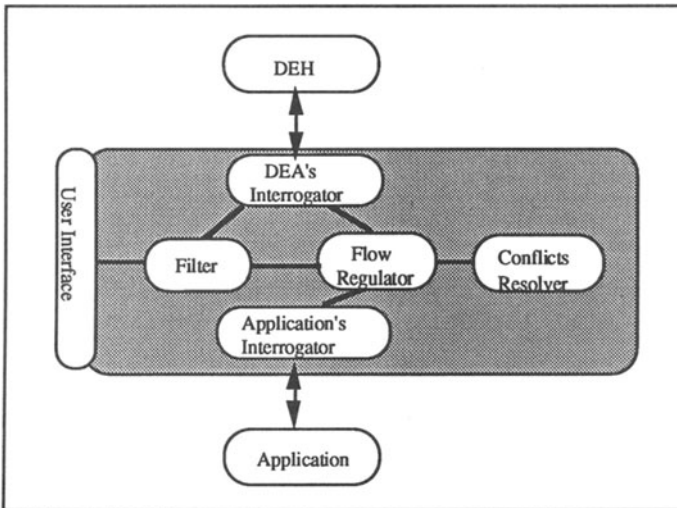 DEH
DEA's
Interrogator
User Interface
Filter
Flow
Regulator
Conflicts
Resolver
Application's
Interrogator
Application